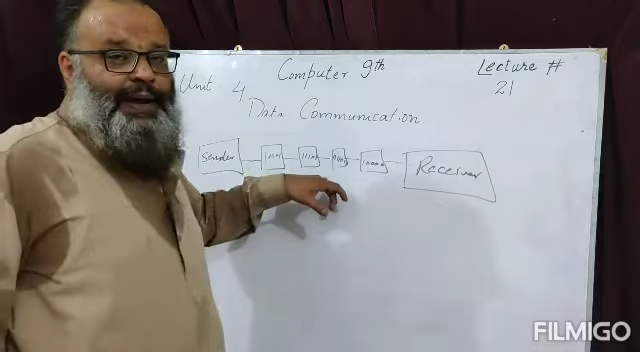 Unit 4 Computer 9th Lecture #
21
Data Communication
Sender Receiver
FILMIGO